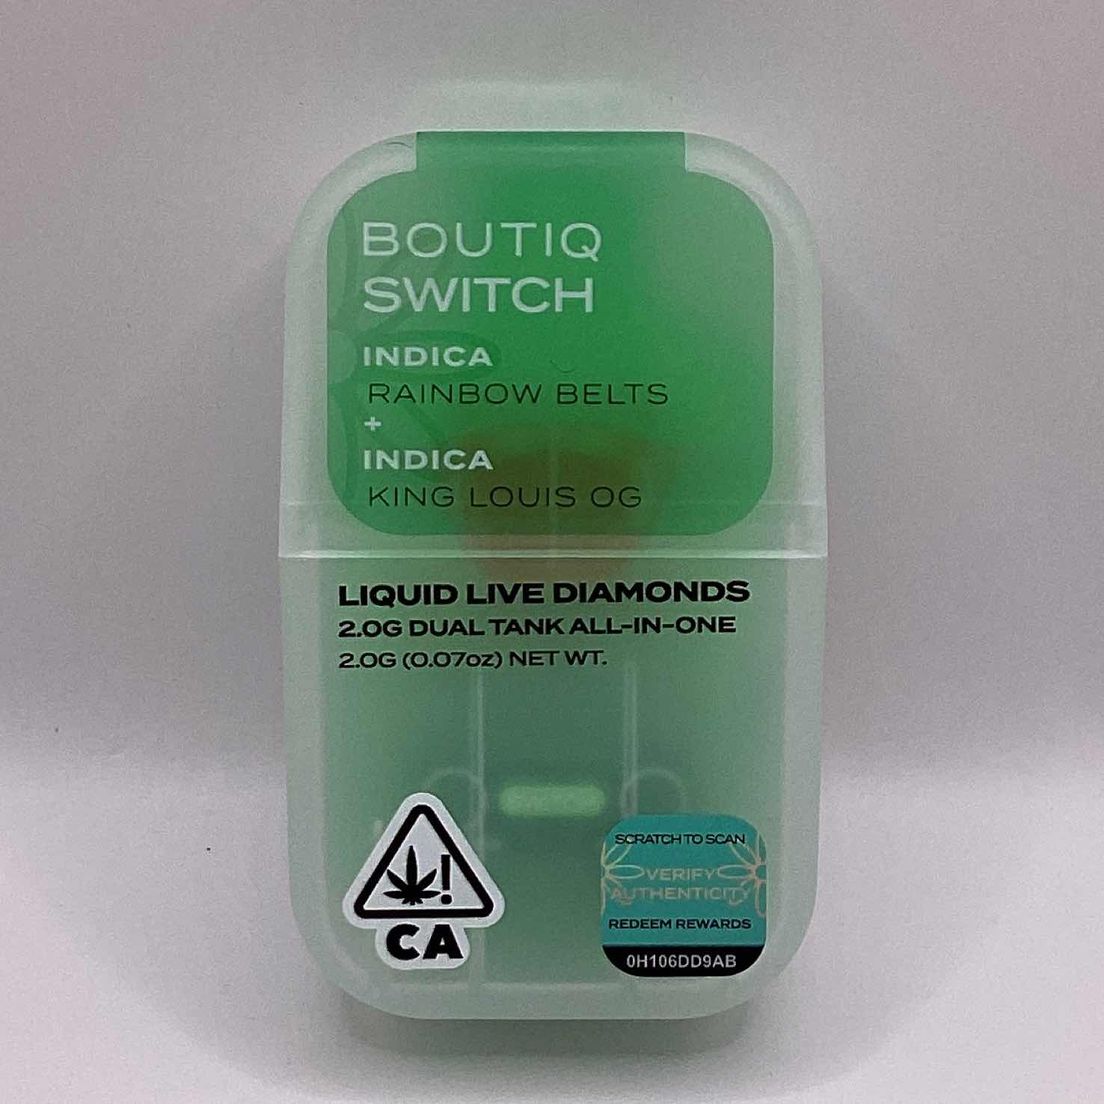 BOUTIQ
SWITCH
INDICA
RAINBOW BELTS
+
INDICA
KING LOUIS OG
LIQUID LIVE DIAMONDS
2.0G DUAL TANK ALL-IN-ONE
2.0G (0.07oz) NET WT.
!
CA
SCRATCH TO SCAN
VERIFY
AUTHENTICITY
REDEEM REWARDS
0H106DD9AB